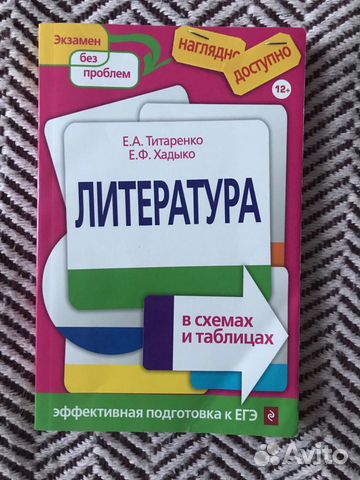 Экзамен
без
проблем
наглядно
доступно
12+
Е.А. Титаренко
Е.Ф. Хадыко
ЛИТЕРАТУРА
в схемах
и таблицах
эффективная подготовка к ЕГЭ
Avito